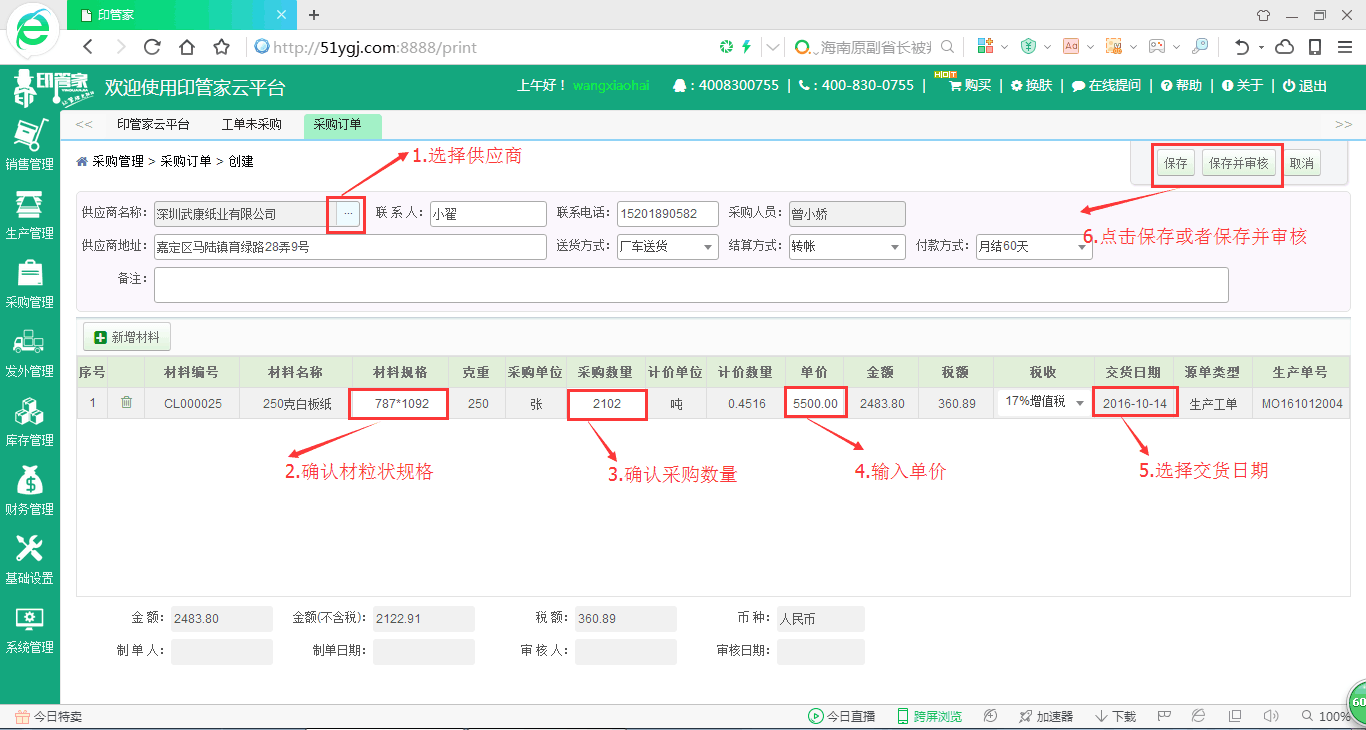 印管家
http://51ygj.com:8888/print
海南原副省长被
印管家 欢迎使用印管家云平台 上午好！ wangxiaohai : 4008300755 | : 400-830-0755 | HOT 购买 | 换肤 | 在线提问 | 帮助 | 关于 | 退出
<< 印管家云平台 工单未采购 采购订单 >>
销售管理
生产管理
采购管理
发外管理
库存管理
财务管理
基础设置
系统管理
采购管理 > 采购订单 > 创建
1.选择供应商
保存 保存并审核 取消
供应商名称: 深圳武康纸业有限公司 ... 联 系 人: 小翟 联系电话: 15201890582 采购人员: 曾小娇
供应商地址: 嘉定区马陆镇育绿路28弄9号 送货方式: 厂车送货 结算方式: 转帐 付款方式: 月结60天
6.点击保存或者保存并审核
备注:
新增材料
序号 材料编号 材料名称 材料规格 克重 采购单位 采购数量 计价单位 计价数量 单价 金额 税额 税收 交货日期 源单类型 生产单号
1 CL000025 250克白板纸 787*1092 250 张 2102 吨 0.4516 5500.00 2483.80 360.89 17%增值税 2016-10-14 生产工单 MO161012004
2.确认材粒状规格
3.确认采购数量
4.输入单价
5.选择交货日期
金 额: 2483.80 金额(不含税): 2122.91 税 额: 360.89 币 种: 人民币
制 单 人: 制单日期: 审 核 人: 审核日期:
今日特卖 今日直播 跨屏浏览 加速器 下载 100%
60